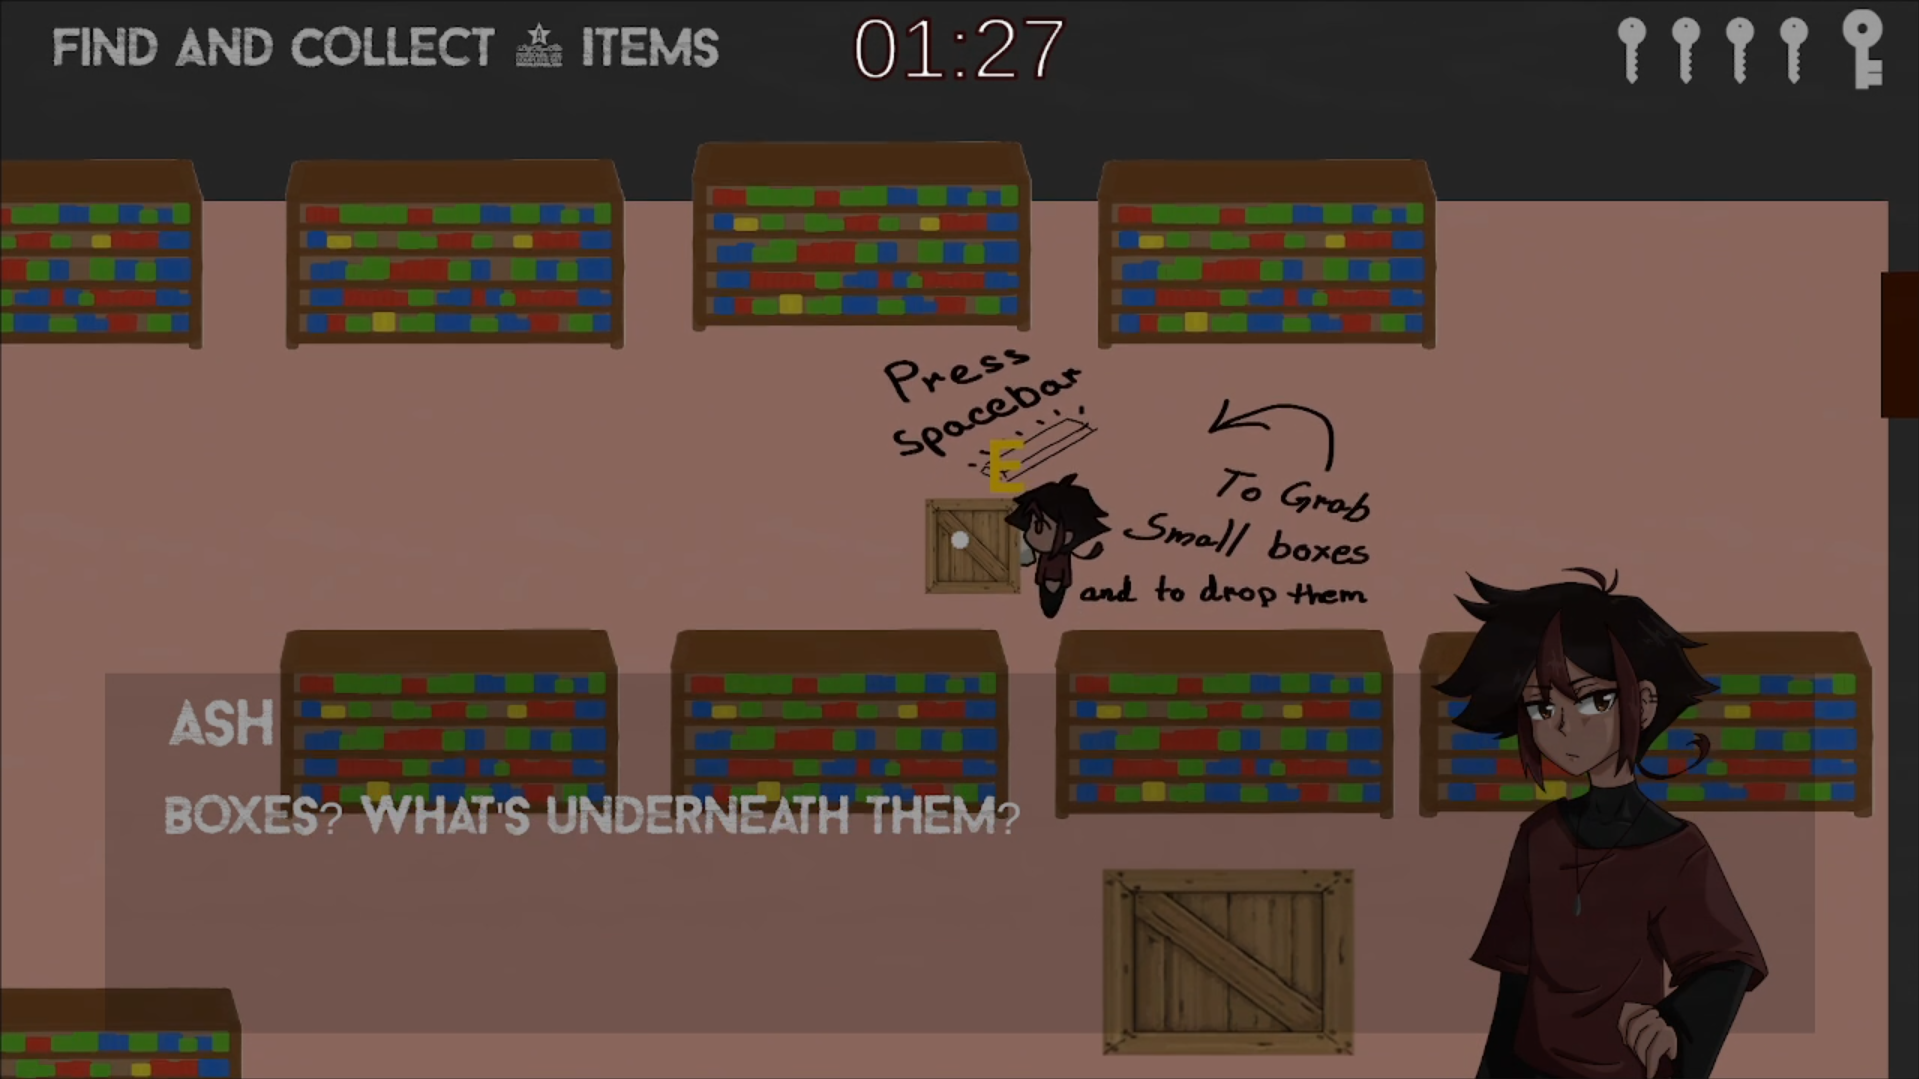 FIND AND COLLECT ITEMS
01:27
Press
spacebar
E
To Grab
Small boxes
and to drop them
ASH
BOXES? WHAT'S UNDERNEATH THEM?